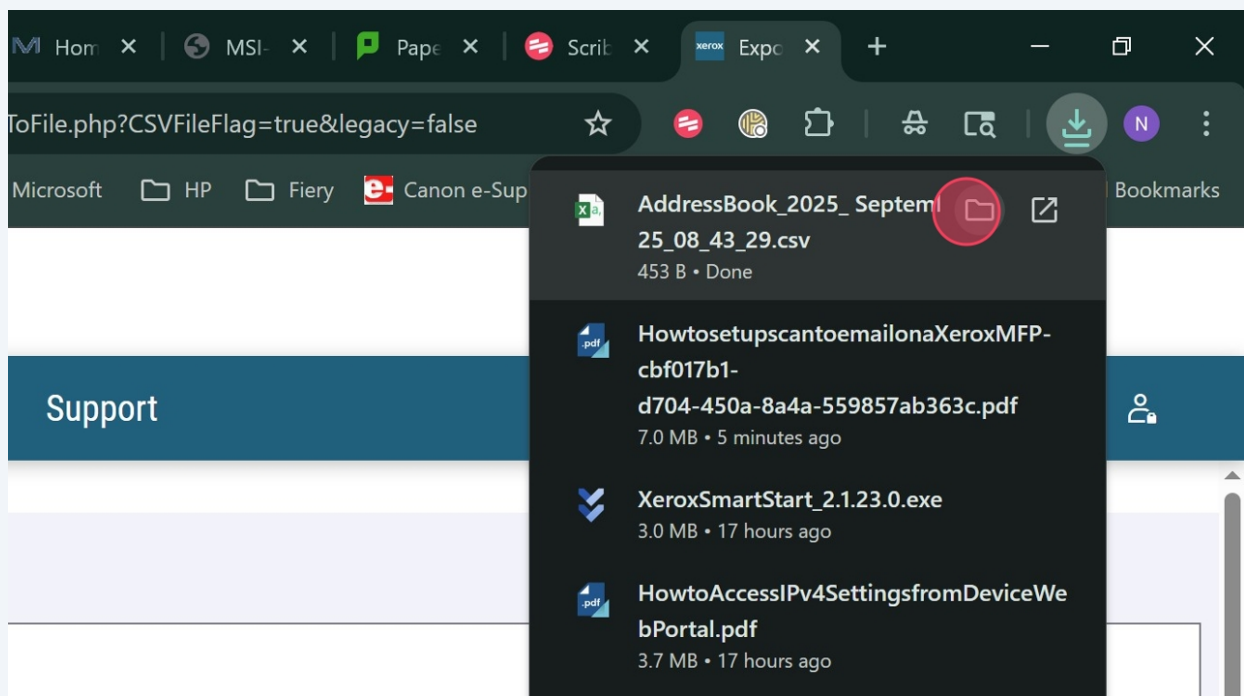 Hom
MSI-
Pape
Scrib
xerox
Expo
ToFile.php?CSVFileFlag=true&legacy=false
N
Microsoft
HP
Fiery
Canon e-Sup
Bookmarks
AddressBook_2025_ Septem
25_08_43_29.csv
453 B • Done
HowtosetupscantoemailonaXeroxMFP-
cbf017b1-
d704-450a-8a4a-559857ab363c.pdf
7.0 MB • 5 minutes ago
Support
XeroxSmartStart_2.1.23.0.exe
3.0 MB • 17 hours ago
HowtoAccessIPv4SettingsfromDeviceWe
bPortal.pdf
3.7 MB • 17 hours ago